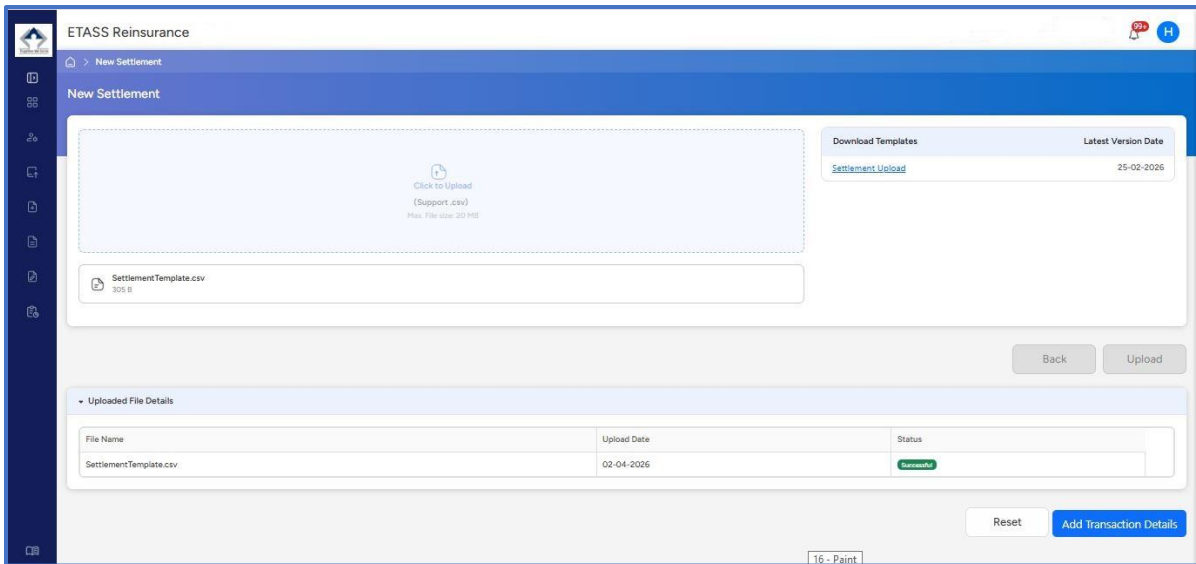 ETASS Reinsurance
99+
H
> New Settlement
New Settlement
Click to Upload
(Support .csv)
Max. File size: 20 MB
Download Templates Latest Version Date
Settlement Upload 25-02-2026
SettlementTemplate.csv
305 B
Back Upload
Uploaded File Details
File Name Upload Date Status
SettlementTemplate.csv 02-04-2026 Successful
Reset Add Transaction Details
16 - Paint